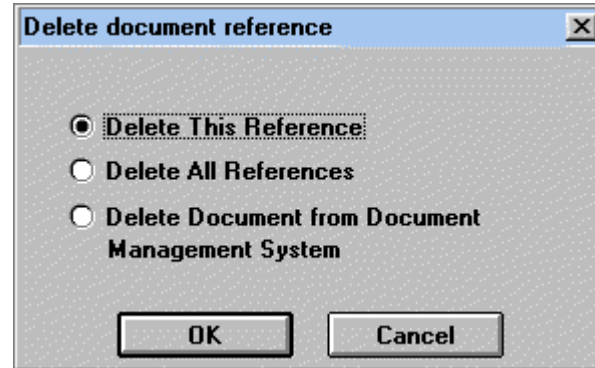 Delete document reference
Delete This Reference
Delete All References
Delete Document from Document
Management System
OK Cancel